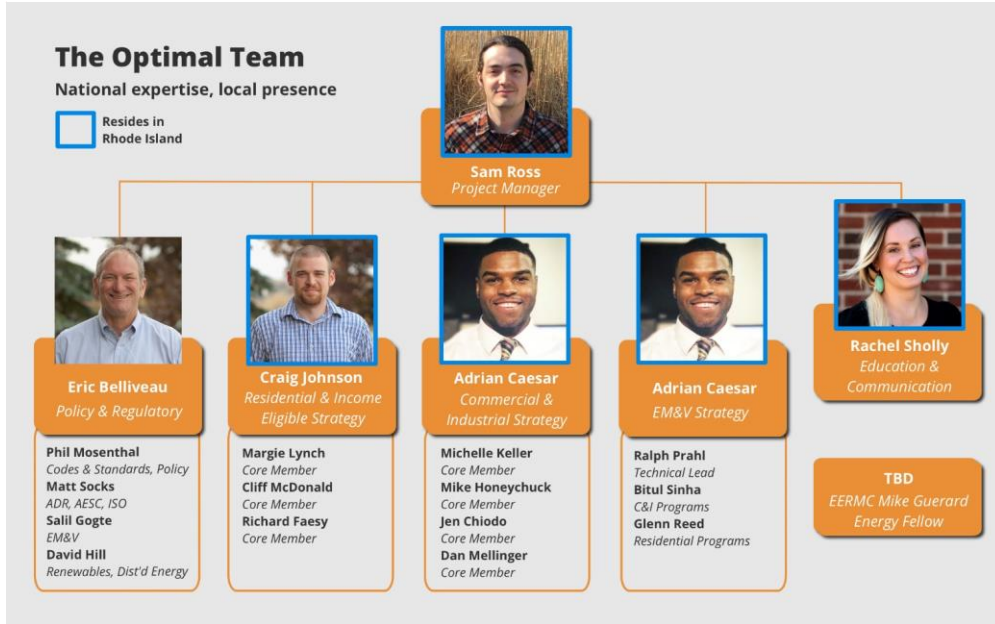 The Optimal Team
National expertise, local presence
Resides in
Rhode Island
Sam Ross
Project Manager
Eric Belliveau
Policy & Regulatory
Phil Mosenthal
Codes & Standards, Policy
Matt Socks
ADR, AESC, ISO
Salil Gogte
EM&V
David Hill
Renewables, Dist'd Energy
Craig Johnson
Residential & Income
Eligible Strategy
Margie Lynch
Core Member
Cliff McDonald
Core Member
Richard Faesy
Core Member
Adrian Caesar
Commercial &
Industrial Strategy
Michelle Keller
Core Member
Mike Honeychuck
Core Member
Jen Chiodo
Core Member
Dan Mellinger
Core Member
Adrian Caesar
EM&V Strategy
Ralph Prahl
Technical Lead
Bitul Sinha
C&I Programs
Glenn Reed
Residential Programs
Rachel Sholly
Education &
Communication
TBD
EERMC Mike Guerard
Energy Fellow